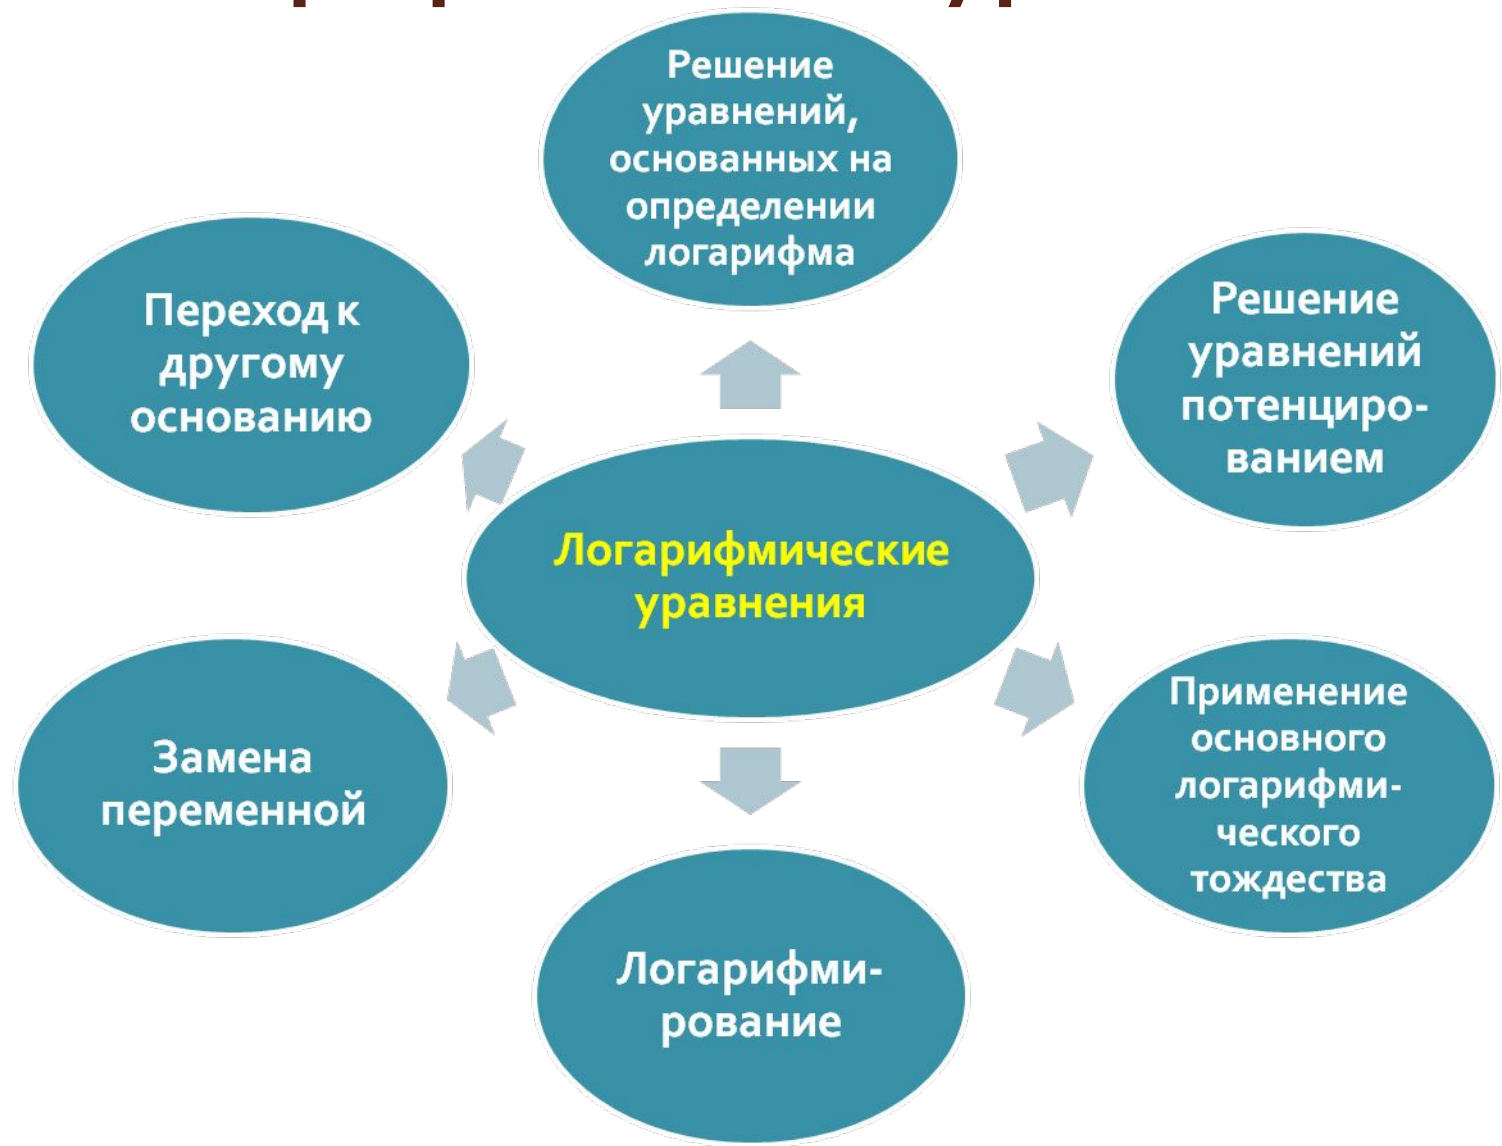 Решение
уравнений,
основанных на
определении
логарифма
Переход к
другому
основанию
Решение
уравнений
потенциро-
ванием
Логарифмические
уравнения
Замена
переменной
Применение
основного
логарифми-
ческого
тождества
Логарифми-
рование